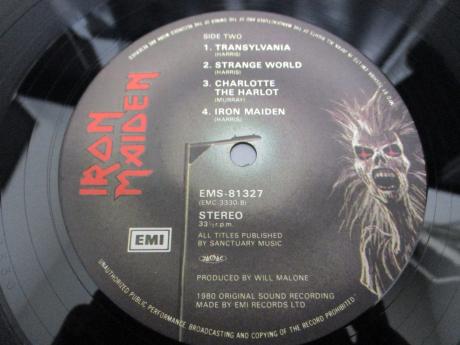 SIDE TWO
1. TRANSYLVANIA
(HARRIS)
2. STRANGE WORLD
(HARRIS)
3. CHARLOTTE
THE HARLOT
(MURRAY)
4. IRON MAIDEN
(HARRIS)
IRON
MAIDEN
EMS-81327
(EMC 3330 B)
STEREO
33⅓ r.p.m.
EMI
ALL TITLES PUBLISHED
BY SANCTUARY MUSIC
PRODUCED BY WILL MALONE
1980 ORIGINAL SOUND RECORDING
MADE BY EMI RECORDS LTD
UNAUTHORIZED PUBLIC PERFORMANCE, BROADCASTING AND COPYING OF THE RECORD PROHIBITED